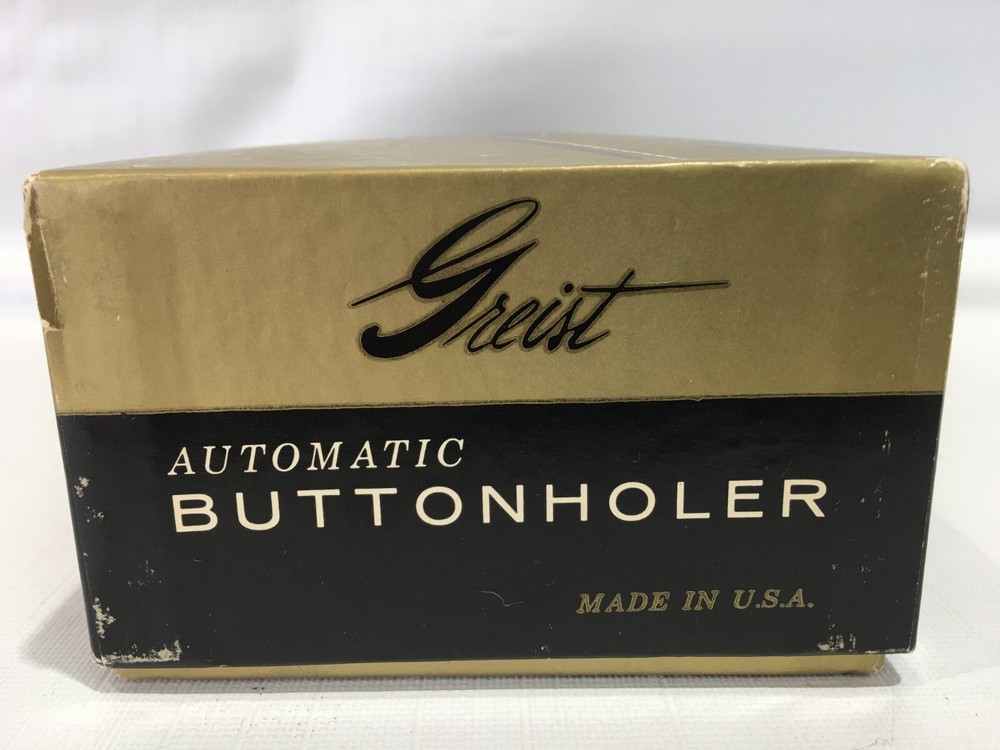 Greist
AUTOMATIC
BUTTONHOLER
MADE IN U.S.A.